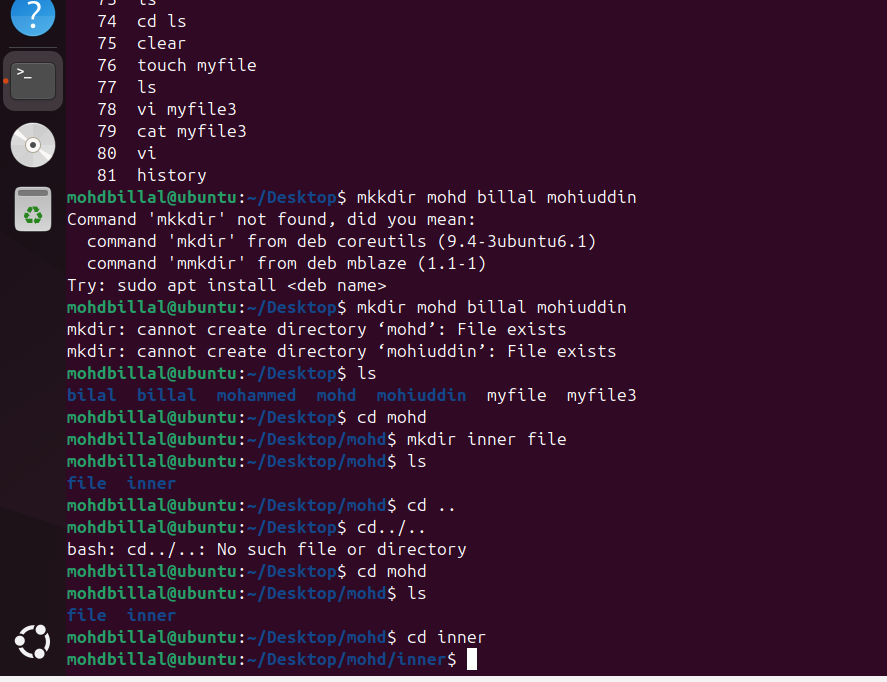 ?
73 ls
74 cd ls
75 clear
76 touch myfile
77 ls
78 vi myfile3
79 cat myfile3
80 vi
81 history
mohdbillal@ubuntu:~/Desktop$ mkkdir mohd billal mohiuddin
Command 'mkkdir' not found, did you mean:
command 'mkdir' from deb coreutils (9.4-3ubuntu6.1)
command 'mmkdir' from deb mblaze (1.1-1)
Try: sudo apt install <deb name>
mohdbillal@ubuntu:~/Desktop$ mkdir mohd billal mohiuddin
mkdir: cannot create directory ‘mohd’: File exists
mkdir: cannot create directory ‘mohiuddin’: File exists
mohdbillal@ubuntu:~/Desktop$ ls
bilal billal mohammed mohd mohiuddin myfile myfile3
mohdbillal@ubuntu:~/Desktop$ cd mohd
mohdbillal@ubuntu:~/Desktop/mohd$ mkdir inner file
mohdbillal@ubuntu:~/Desktop/mohd$ ls
file inner
mohdbillal@ubuntu:~/Desktop/mohd$ cd ..
mohdbillal@ubuntu:~/Desktop$ cd../..
bash: cd../..: No such file or directory
mohdbillal@ubuntu:~/Desktop$ cd mohd
mohdbillal@ubuntu:~/Desktop/mohd$ ls
file inner
mohdbillal@ubuntu:~/Desktop/mohd$ cd inner
mohdbillal@ubuntu:~/Desktop/mohd/inner$
>_